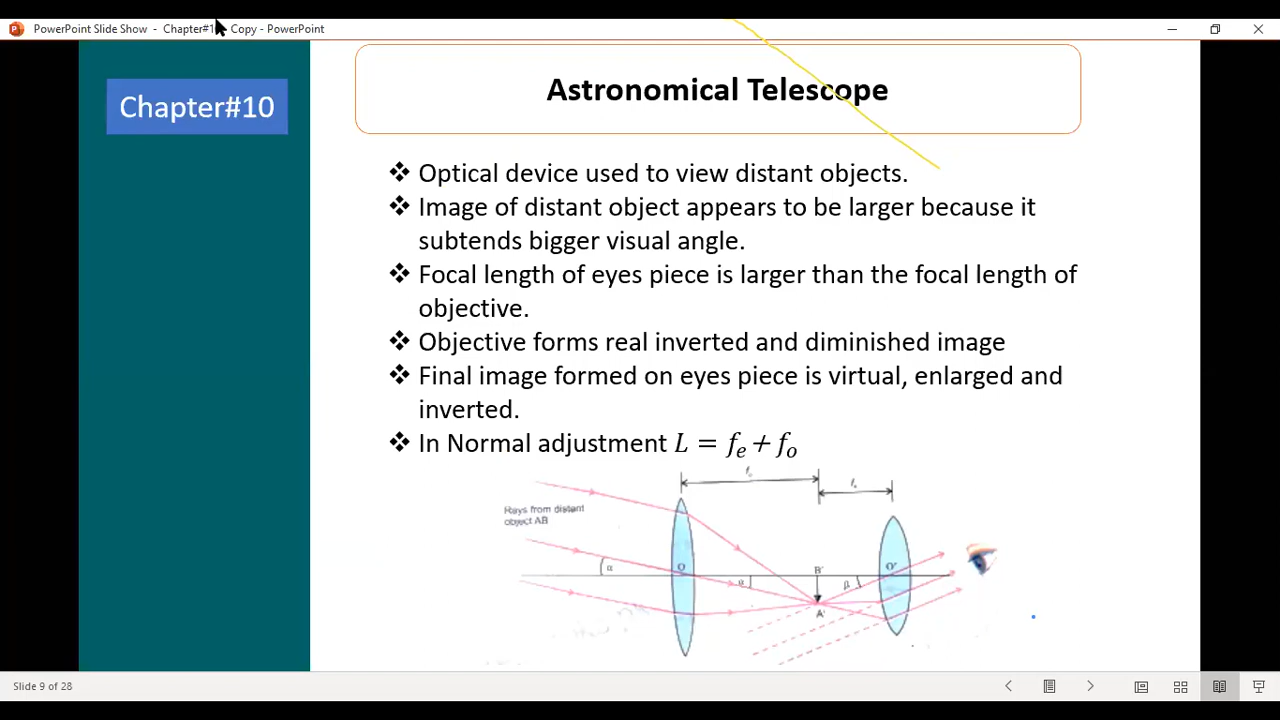 PowerPoint Slide Show - Chapter#1 Copy - PowerPoint
Chapter#10
Astronomical Telescope
❖ Optical device used to view distant objects.
❖ Image of distant object appears to be larger because it
subtends bigger visual angle.
❖ Focal length of eyes piece is larger than the focal length of
objective.
❖ Objective forms real inverted and diminished image
❖ Final image formed on eyes piece is virtual, enlarged and
inverted.
❖ In Normal adjustment L = fₑ + fₒ
Rays from distant
object AB
α
O
α
B'
A'
β
O'
Slide 9 of 28